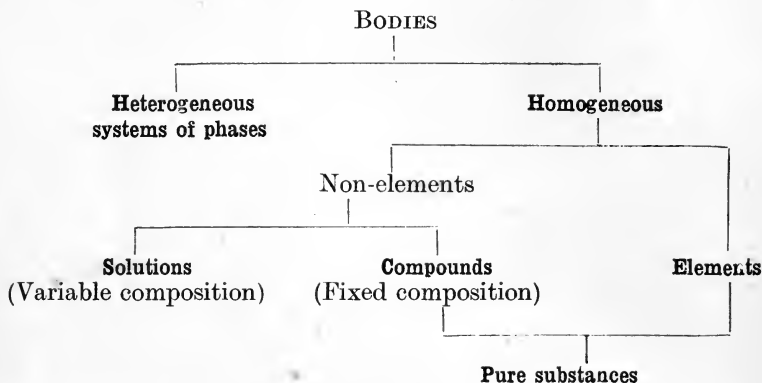 BODIES
Heterogeneous
systems of phases
Homogeneous
Non-elements
Solutions
(Variable composition)
Compounds
(Fixed composition)
Elements
Pure substances